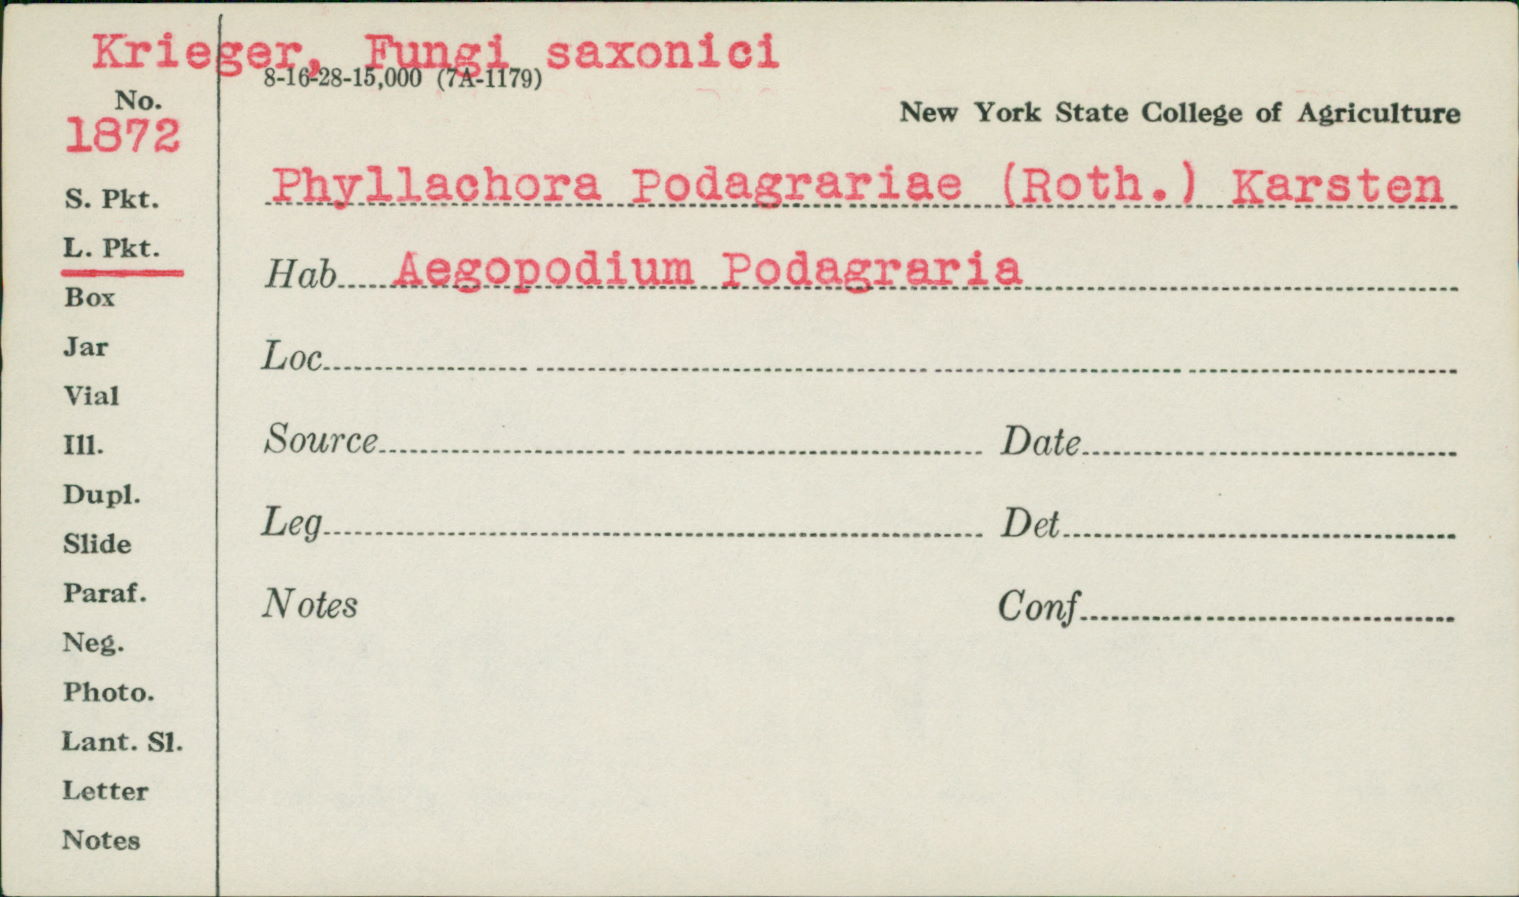 Krieger, Fungi saxonici
8-16-28-15,000 (7A-1179)
No.
New York State College of Agriculture
1872
Phyllachora Podagrariae (Roth.) Karsten
S. Pkt.
L. Pkt.
Hab Aegopodium Podagraria
Box
Jar
Loc
Vial
Ill.
Source Date
Dupl.
Slide
Leg Det
Paraf.
Notes Conf
Neg.
Photo.
Lant. Sl.
Letter
Notes